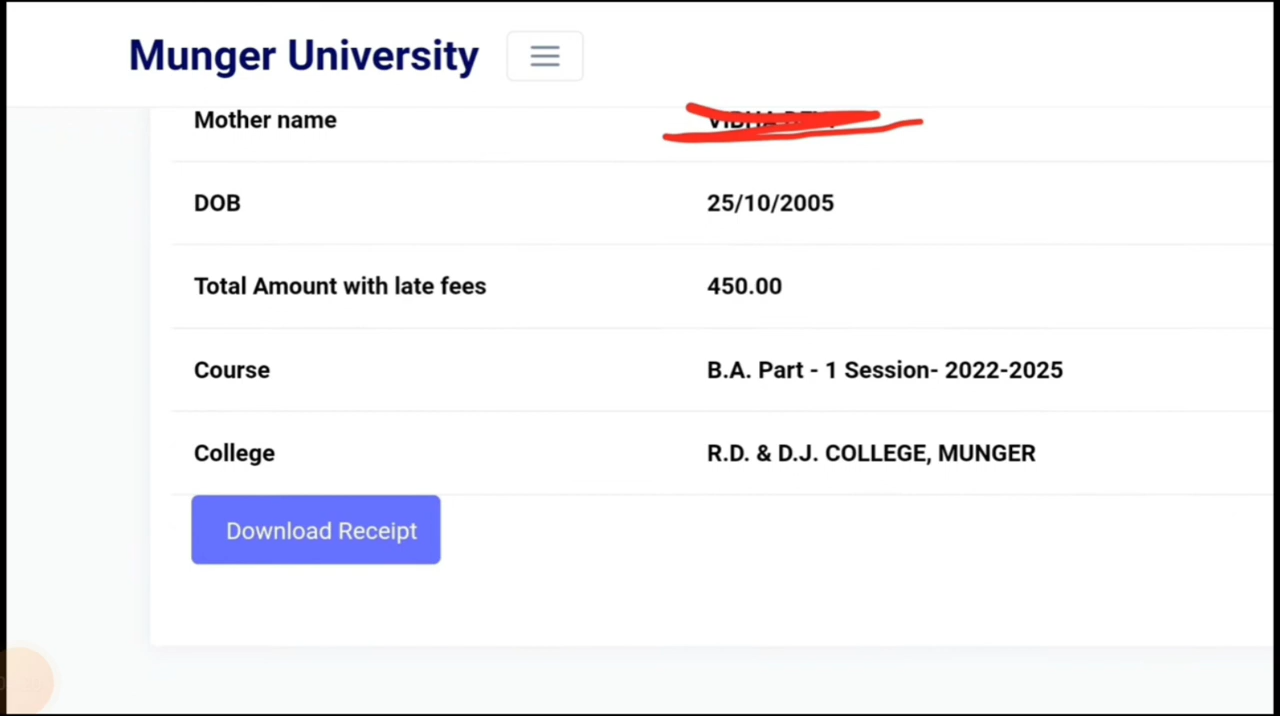 Munger University
Mother name
DOB 25/10/2005
Total Amount with late fees 450.00
Course B.A. Part - 1 Session- 2022-2025
College R.D. & D.J. COLLEGE, MUNGER
Download Receipt